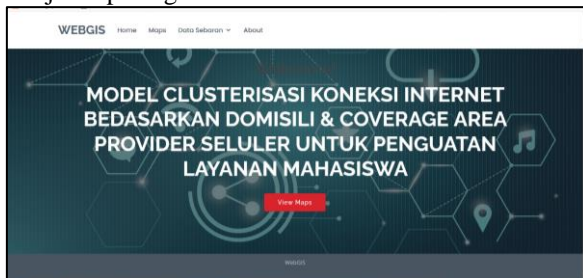 WEBGIS Home Maps Data Sebaran About
MODEL CLUSTERISASI KONEKSI INTERNET
BEDASARKAN DOMISILI & COVERAGE AREA
PROVIDER SELULER UNTUK PENGUATAN
LAYANAN MAHASISWA
View Maps
WebGIS